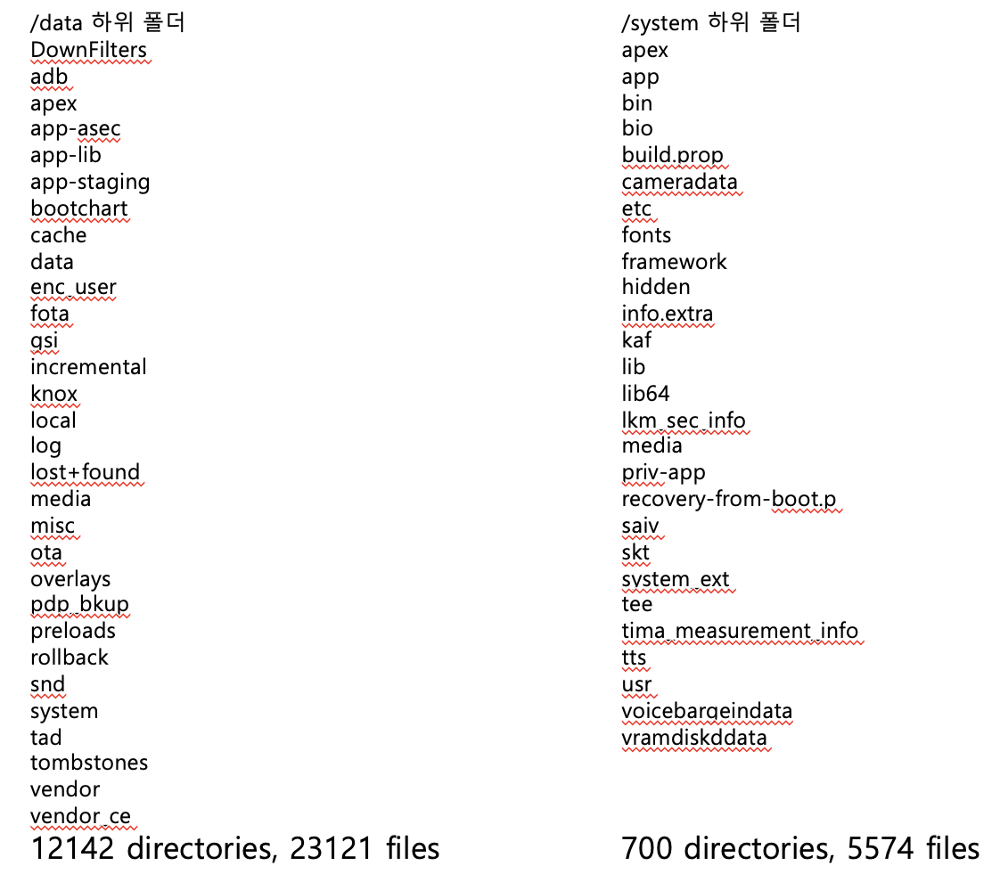 /data 하위 폴더
DownFilters
adb
apex
app-asec
app-lib
app-staging
bootchart
cache
data
enc_user
fota
gsi
incremental
knox
local
log
lost+found
media
misc
ota
overlays
pdp_bkup
preloads
rollback
snd
system
tad
tombstones
vendor
vendor_ce
12142 directories, 23121 files
/system 하위 폴더
apex
app
bin
bio
build.prop
cameradata
etc
fonts
framework
hidden
info.extra
kaf
lib
lib64
lkm_sec_info
media
priv-app
recovery-from-boot.p
saiv
skt
system_ext
tee
tima_measurement_info
tts
usr
voicebargeindata
vramdiskddata
700 directories, 5574 files